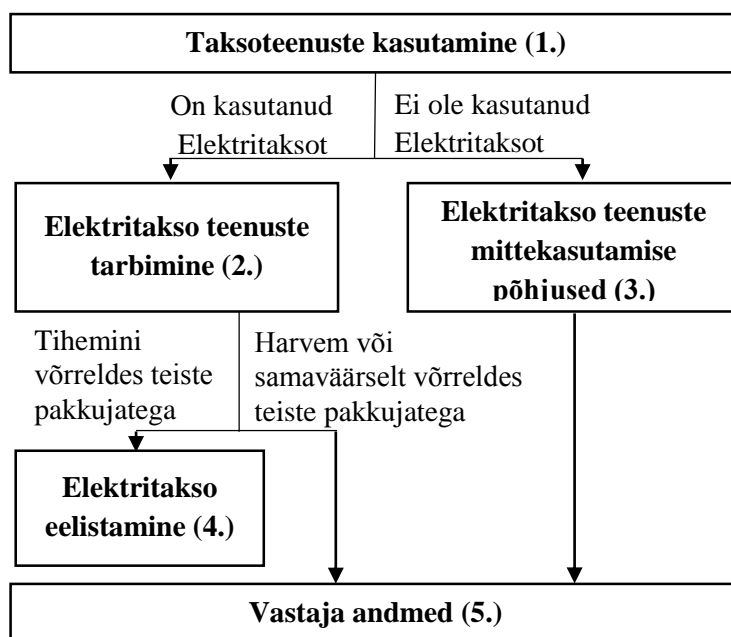 Taksoteenuste kasutamine (1.)
On kasutanud
Elektritaksot
Ei ole kasutanud
Elektritaksot
Elektritakso teenuste
tarbimine (2.)
Elektritakso teenuste
mittekasutamise
põhjused (3.)
Tihemini
võrreldes teiste
pakkujatega
Harvem või
samaväärselt võrreldes
teiste pakkujatega
Elektritakso
eelistamine (4.)
Vastaja andmed (5.)